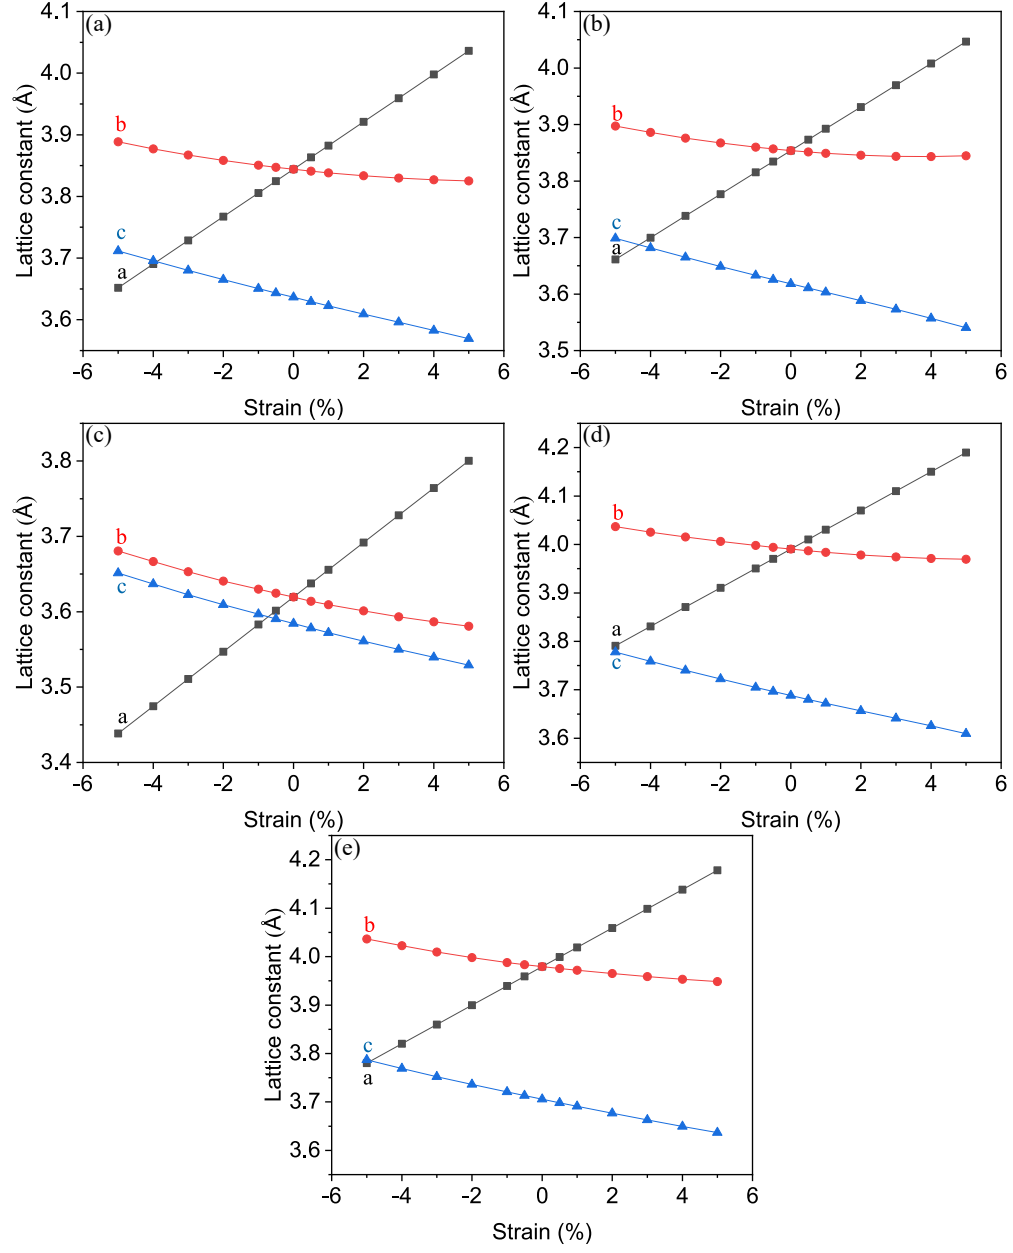 (a)
4.1
4.0
3.9
3.8
3.7
3.6
Lattice constant (Å)
b
c
a
-6 -4 -2 0 2 4 6
Strain (%)
(b)
4.1
4.0
3.9
3.8
3.7
3.6
3.5
Lattice constant (Å)
b
c
a
-6 -4 -2 0 2 4 6
Strain (%)
(c)
3.8
3.7
3.6
3.5
3.4
Lattice constant (Å)
b
c
a
-6 -4 -2 0 2 4 6
Strain (%)
(d)
4.2
4.1
4.0
3.9
3.8
3.7
3.6
Lattice constant (Å)
b
a
c
-6 -4 -2 0 2 4 6
Strain (%)
(e)
4.2
4.1
4.0
3.9
3.8
3.7
3.6
Lattice constant (Å)
b
c
a
-6 -4 -2 0 2 4 6
Strain (%)